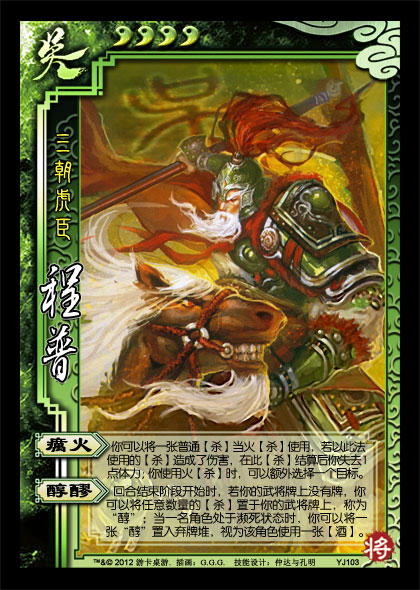 吴
三朝虎臣
程普
疠火
你可以将一张普通【杀】当火【杀】使用，若以此法
使用的【杀】造成了伤害，在此【杀】结算后你失去1
点体力；你使用火【杀】时，可以额外选择一个目标。
醇醪
回合结束阶段开始时，若你的武将牌上没有牌，你
可以将任意数量的【杀】置于你的武将牌上，称为
“醇”；当一名角色处于濒死状态时，你可以将一
张“醇”置入弃牌堆，视为该角色使用一张【酒】。
将
™&© 2012 游卡桌游. 插画：G.G.G. 技能设计：仲达与孔明 YJ103